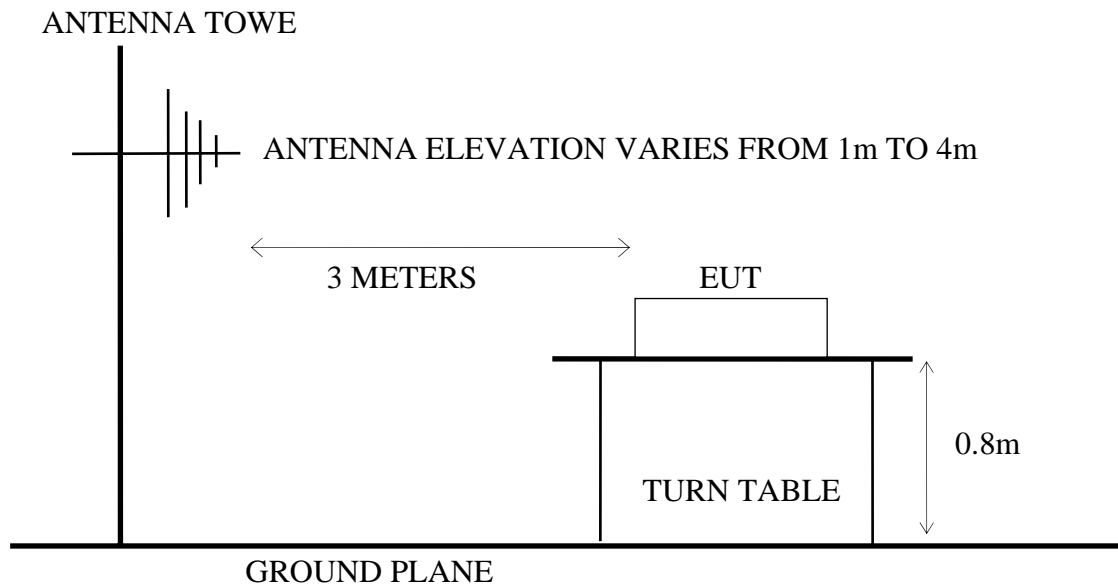 ANTENNA TOWE
ANTENNA ELEVATION VARIES FROM 1m TO 4m
3 METERS
EUT
0.8m
TURN TABLE
GROUND PLANE